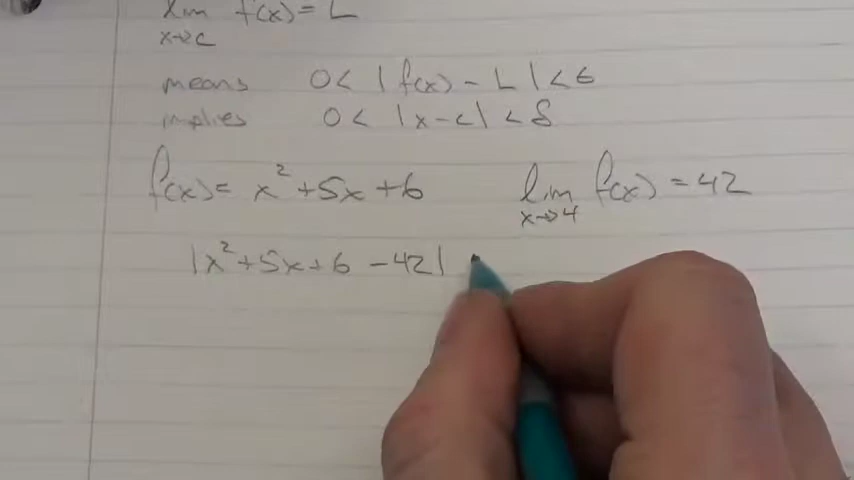 lim f(x) = L
x→c
means 0 < | f(x) - L | < ϵ
implies 0 < | x - c | < δ
f(x) = x² + 5x + 6 lim f(x) = 42
x→4
| x² + 5x + 6 - 42 |